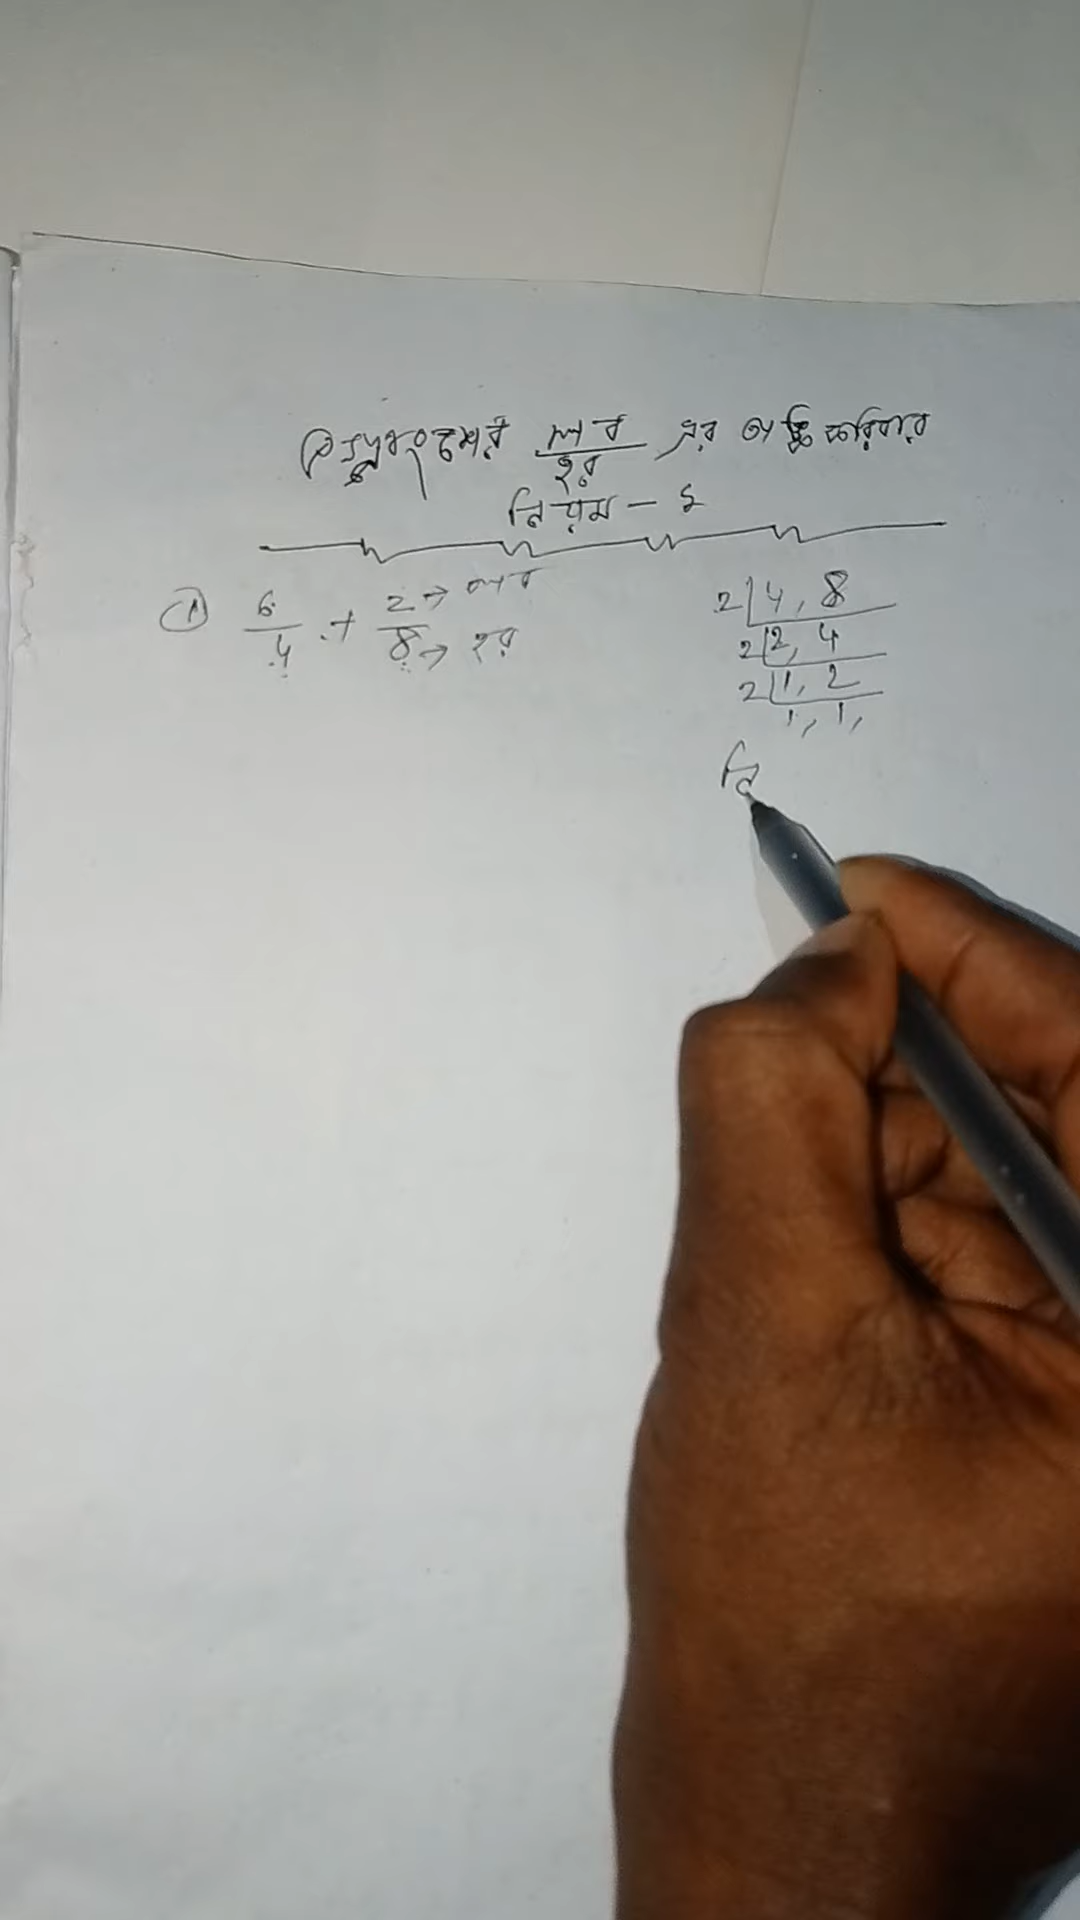 লব
হর এর অঙ্ক করিবার
নিয়ম - ১
① 6/4 + 2/8 → লব
→ হর
2 | 4, 8
2 | 2, 4
2 | 1, 2
1, 1,
নি